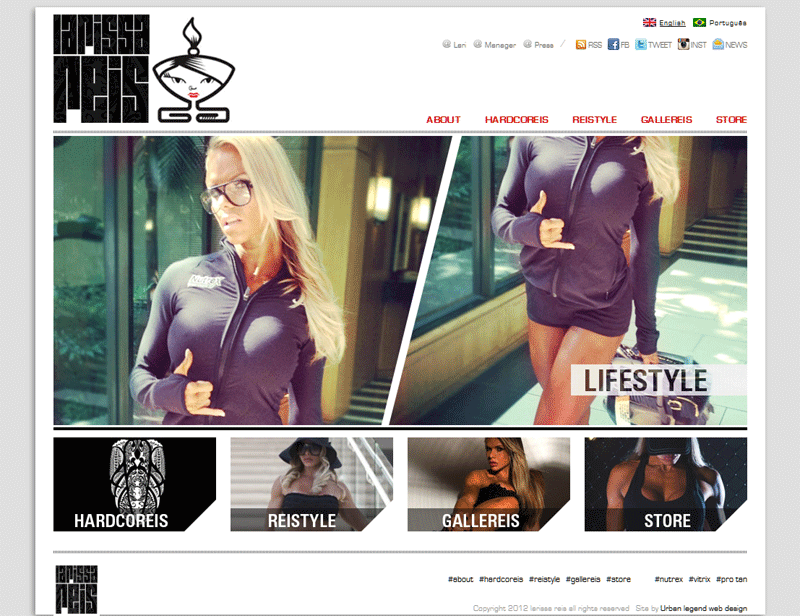 larissa
reis
English Português
Lari Manager Press / RSS FB TWEET INST NEWS
ABOUT HARDCOREIS REISTYLE GALLEREIS STORE
LIFESTYLE
HARDCOREIS REISTYLE GALLEREIS STORE
larissa
reis
#about #hardcoreis #reistyle #gallereis #store #nutrex #vitrix #pro tan
Copyright 2012 larissa reis all rights reserved Site by Urban legend web design